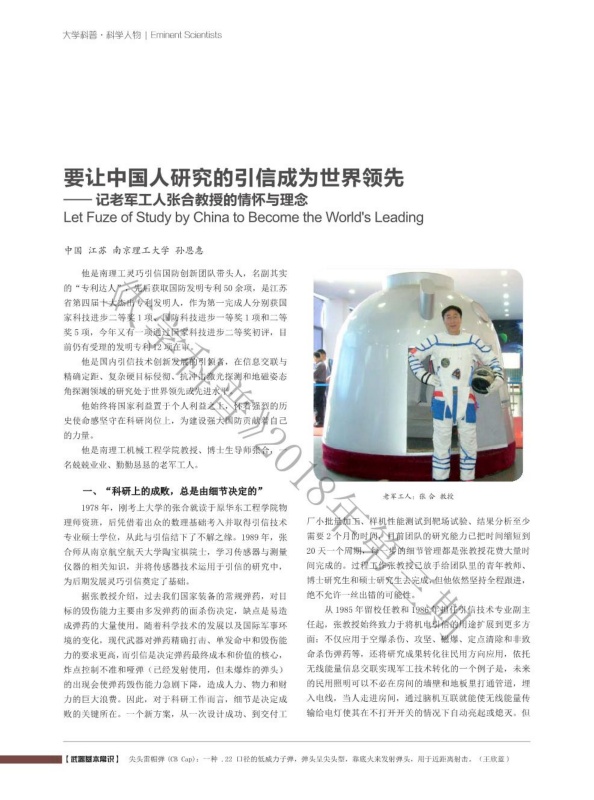 大学科普·科学人物 | Eminent Scientists
要让中国人研究的引信成为世界领先
—— 记老军工人张合教授的情怀与理念
Let Fuze of Study by China to Become the World's Leading
中国 江苏 南京理工大学 孙思惠
他是南理工灵巧引信国防创新团队带头人，名副其实
的“专利达人”，先后获取国防发明专利 50 余项，是江苏
省第四届十大杰出专利发明人，作为第一完成人分别获国
家科技进步二等奖 1 项、国防科技进步一等奖 1 项和二等
奖 5 项，今年又有一项通过国家科技二等奖初评，目
前仍有受理的发明专利 12 项在审。
他是国内引信技术创新发展的引领者，在信息交联与
精确定距、复杂硬目标侵彻、抗冲击激光探测和地磁姿态
角探测领域的研究处于世界领先或先进水平。
他始终将国家利益置于个人利益之上，怀着强烈的历
史使命感坚守在科研岗位上，为建设强大国防贡献着自己
的力量。
他是南理工机械工程学院教授、博士生导师张合，一
名兢兢业业、勤勤恳恳的老军工人。
一、“科研上的成败，总是由细节决定的”
1978 年，刚考上大学的张合就读于原华东工程学院物
理师资班，后凭借着出众的数理基础考入并取得引信技术
专业硕士学位，从此与引信结下了不解之缘。1989 年，张
合师从南京航空航天大学陶宝祺院士，学习传感器与测量
仪器的相关知识，并将传感器技术运用于引信的研究中，
为后期发展灵巧引信奠定了基础。
据张教授介绍，过去我们国家装备的常规弹药，对目
标的毁伤能力主要由多发弹药的面杀伤决定，缺点是易造
成弹药的大量使用。随着科学技术的发展以及国际军事环
境的变化，现代武器对弹药精确打击、单发命中和毁伤能
力的要求更高，而引信是决定弹药最终成本和价值的核心，
炸点控制不准和哑弹（已经发射使用，但未爆炸的弹头）
的出现会使弹药毁伤能力急剧下降，造成人力、物力和财
力的巨大浪费。因此，对于科研工作而言，细节是决定成
败的关键所在。一个新方案，从一次设计成功、到交付工
老军工人：张 合 教授
厂小批量加工、样机性能测试到靶场试验、结果分析至少
需要 2 个月的时间，目前团队的研究能力已把时间缩短到
20 天一个周期，每一步的细节管理都是张教授花费大量时
间完成的。过程工作张教授已放手给团队里的青年教师、
博士研究生和硕士研究生去完成，但他依然坚持全程跟进，
绝不允许一丝出错的可能性。
从 1985 年留校任教和 1986 年担任引信技术专业副主
任起，张教授始终致力于将机电引信的用途扩展到更多方
面：不仅应用于空爆杀伤、攻坚、碰爆、定点清除和非致
命杀伤弹药等，还将研究成果转化往民用方向应用，依托
无线能量信息交联实现军工技术转化的一个例子是，未来
的民用照明可以不必在房间的墙壁和地板里打通管道，埋
入电线，当人走进房间，通过脑机互联就能使无线能量传
输给电灯使其在不打开开关的情况下自动亮起或熄灭。但
【武器基本常识】 尖头雷帽弹 (CB Cap)：一种 .22 口径的低威力子弹，弹头呈尖头型，靠底火来发射弹头，用于近距离射击。（王欣蓝）
《大学科普》2018年第三期